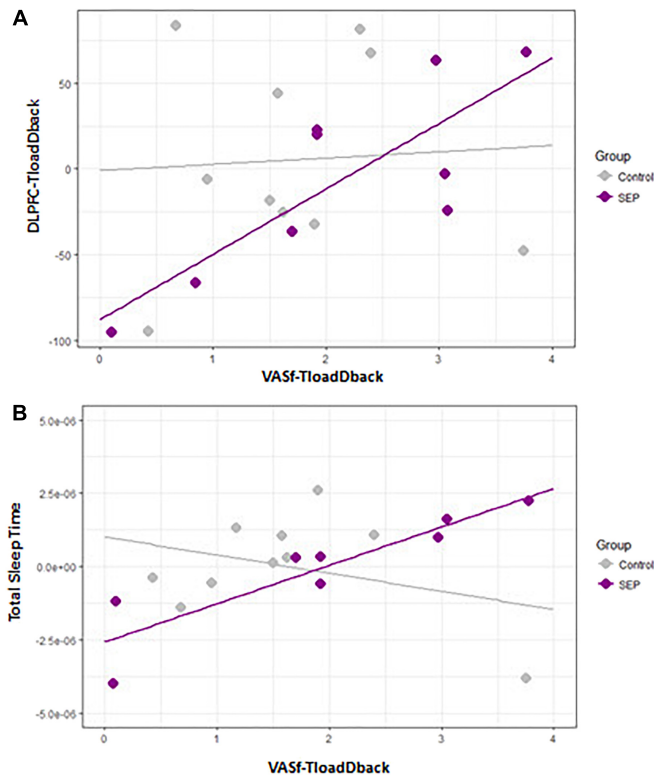 A
DLPFC-TloadDback
50
0
-50
-100
0 1 2 3 4
VASf-TloadDback
Group
Control
SEP
B
Total Sleep Time
5.0e-06
2.5e-06
0.0e+00
-2.5e-06
-5.0e-06
0 1 2 3 4
VASf-TloadDback
Group
Control
SEP